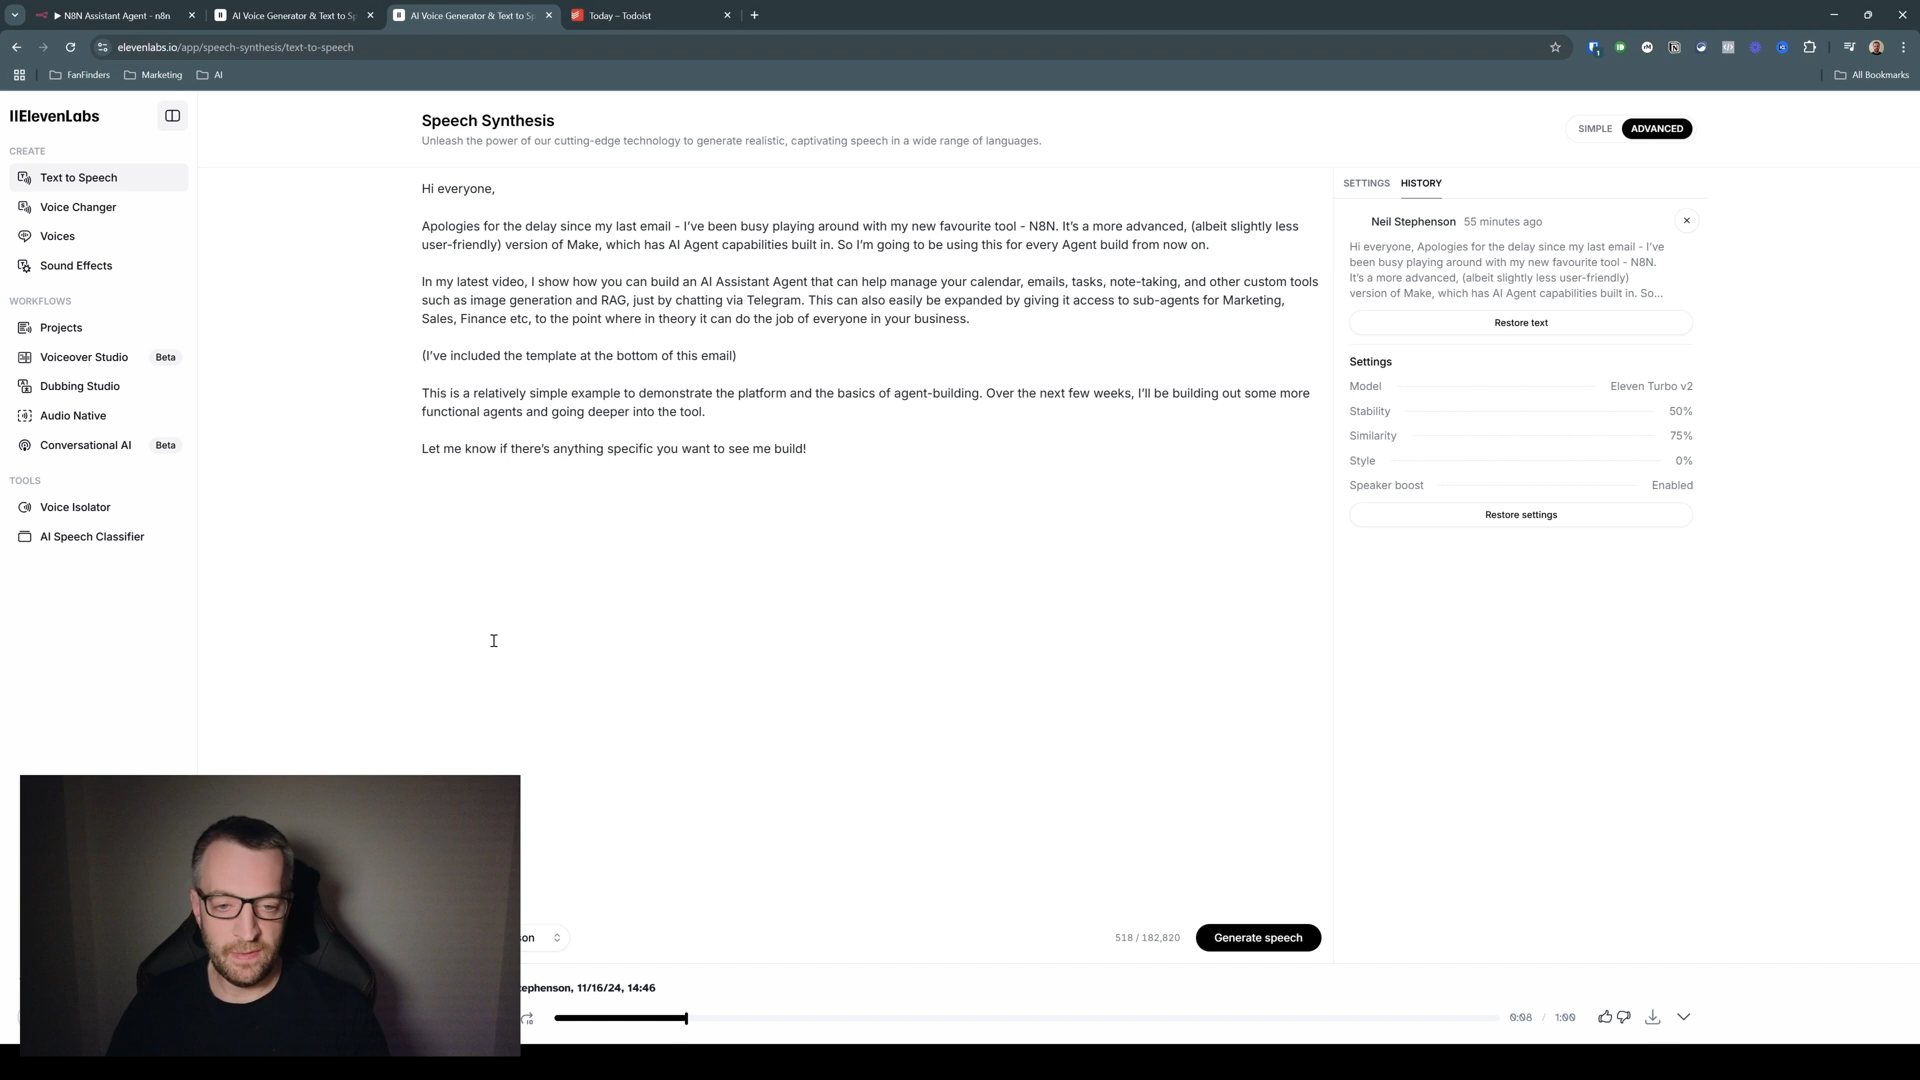 ▶ N8N Assistant Agent - n8n
AI Voice Generator & Text to Sp
AI Voice Generator & Text to Sp
Today – Todoist
elevenlabs.io/app/speech-synthesis/text-to-speech
FanFinders
Marketing
AI
All Bookmarks
IIElevenLabs
CREATE
Text to Speech
Voice Changer
Voices
Sound Effects
WORKFLOWS
Projects
Voiceover Studio Beta
Dubbing Studio
Audio Native
Conversational AI Beta
TOOLS
Voice Isolator
AI Speech Classifier
Speech Synthesis
Unleash the power of our cutting-edge technology to generate realistic, captivating speech in a wide range of languages.
SIMPLE ADVANCED
Hi everyone,
Apologies for the delay since my last email - I’ve been busy playing around with my new favourite tool - N8N. It’s a more advanced, (albeit slightly less
user-friendly) version of Make, which has AI Agent capabilities built in. So I’m going to be using this for every Agent build from now on.
In my latest video, I show how you can build an AI Assistant Agent that can help manage your calendar, emails, tasks, note-taking, and other custom tools
such as image generation and RAG, just by chatting via Telegram. This can also easily be expanded by giving it access to sub-agents for Marketing,
Sales, Finance etc, to the point where in theory it can do the job of everyone in your business.
(I’ve included the template at the bottom of this email)
This is a relatively simple example to demonstrate the platform and the basics of agent-building. Over the next few weeks, I’ll be building out some more
functional agents and going deeper into the tool.
Let me know if there’s anything specific you want to see me build!
SETTINGS HISTORY
Neil Stephenson 55 minutes ago
Hi everyone, Apologies for the delay since my last email - I’ve
been busy playing around with my new favourite tool - N8N.
It’s a more advanced, (albeit slightly less user-friendly)
version of Make, which has AI Agent capabilities built in. So...
Restore text
Settings
Model Eleven Turbo v2
Stability 50%
Similarity 75%
Style 0%
Speaker boost Enabled
Restore settings
son
518 / 182,820
Generate speech
tephenson, 11/16/24, 14:46
0:08 / 1:00